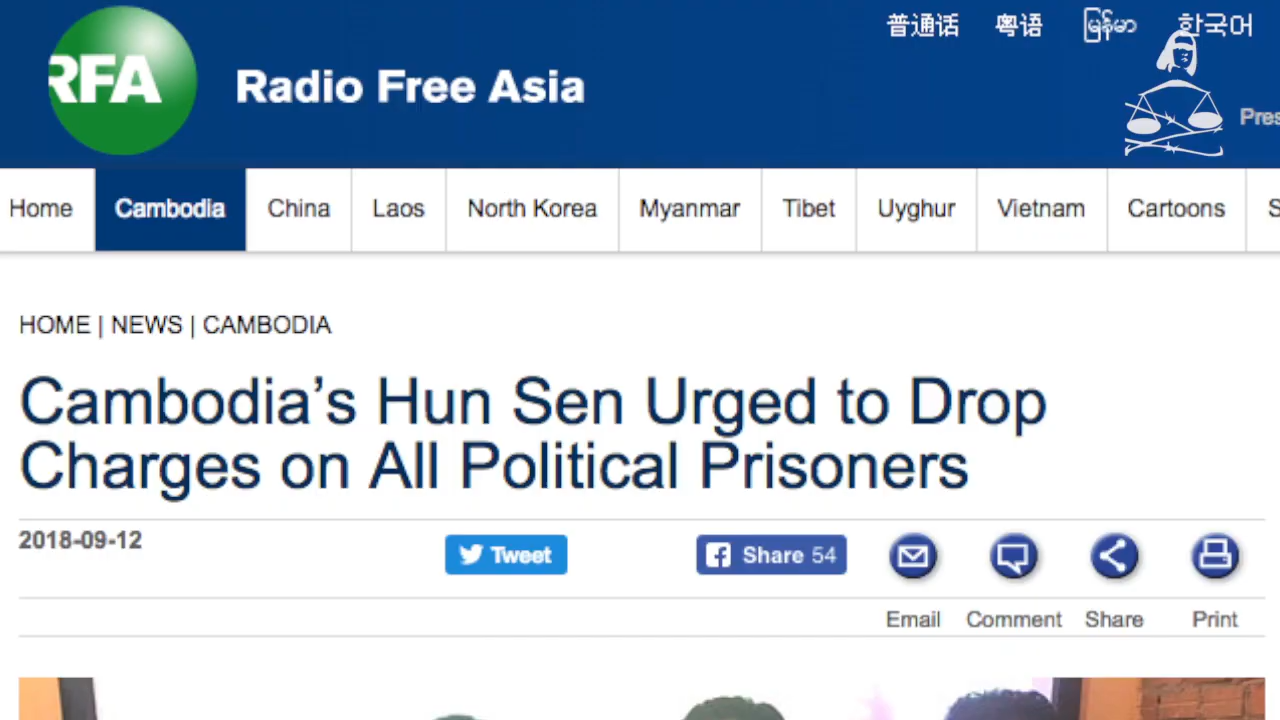 普通话 粤语 မြန်မာ 한국어
RFA Radio Free Asia
Home Cambodia China Laos North Korea Myanmar Tibet Uyghur Vietnam Cartoons
HOME | NEWS | CAMBODIA
Cambodia’s Hun Sen Urged to Drop
Charges on All Political Prisoners
2018-09-12 Tweet Share 54
Email Comment Share Print